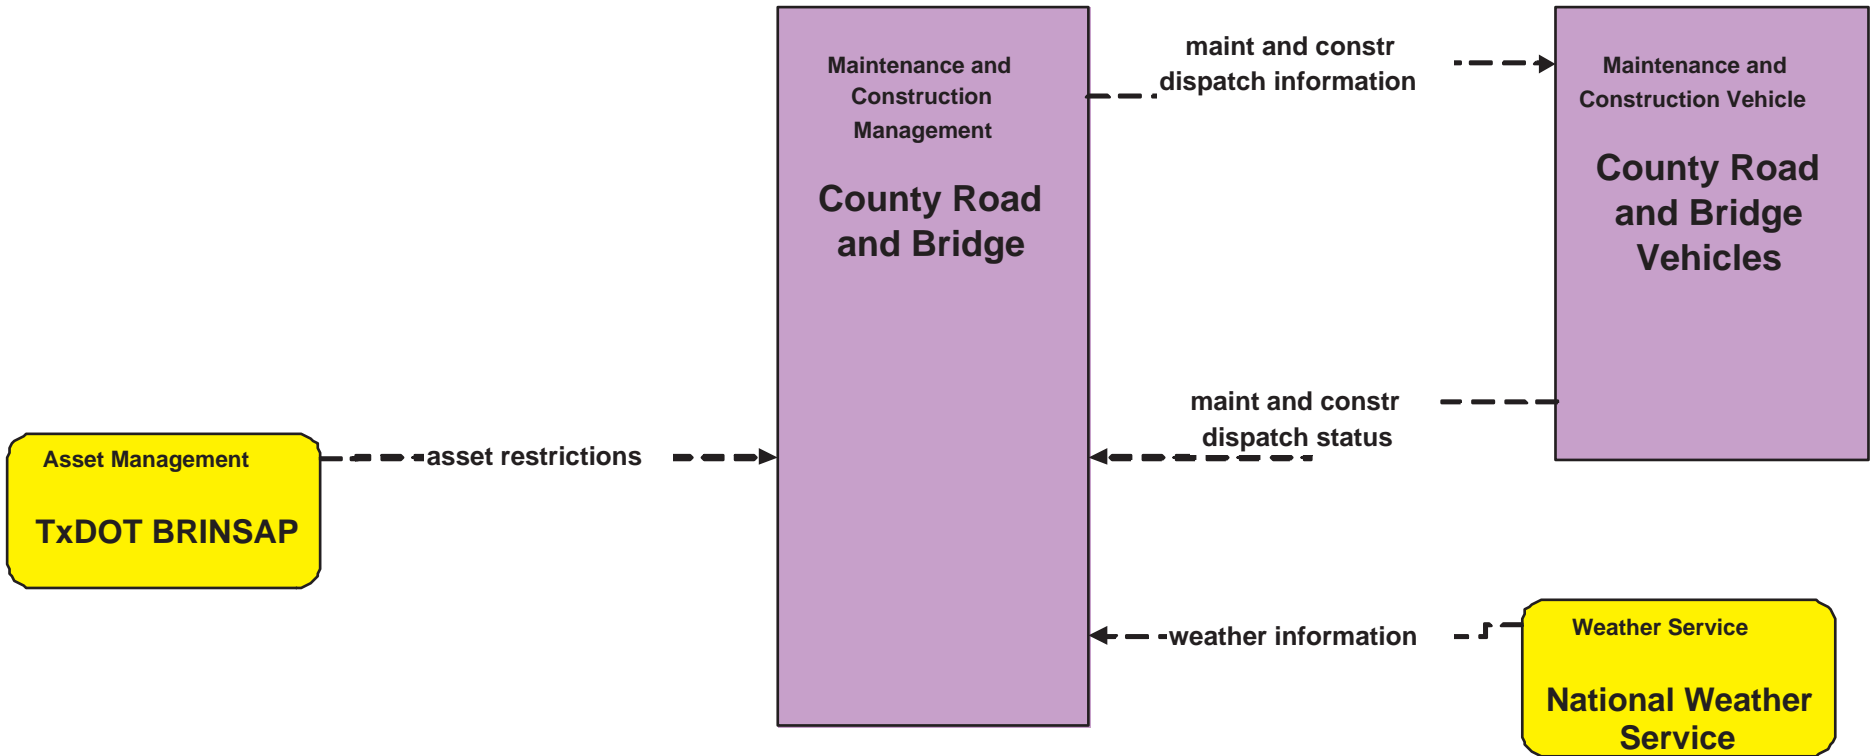 Maintenance and
Construction
Management
County Road
and Bridge
maint and constr
dispatch information
Maintenance and
Construction Vehicle
County Road
and Bridge
Vehicles
maint and constr
dispatch status
Asset Management
TxDOT BRINSAP
asset restrictions
weather information
Weather Service
National Weather
Service